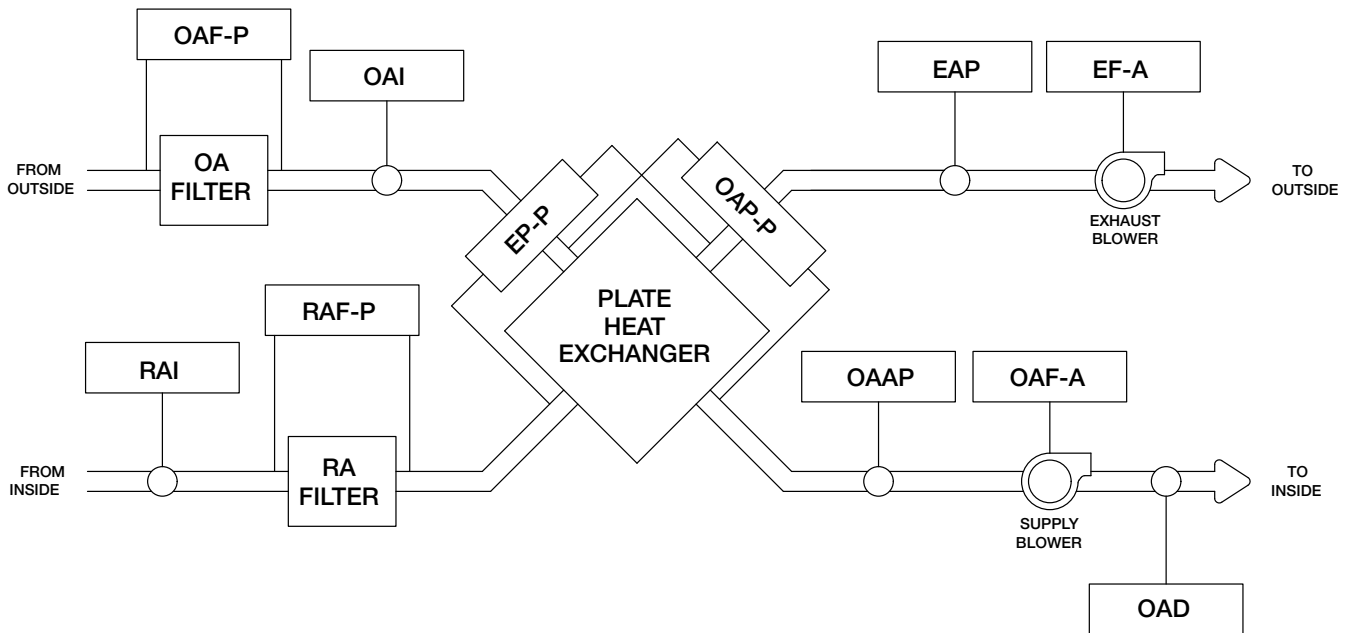 OAF-P
OAI
EAP
EF-A
FROM
OUTSIDE
OA
FILTER
EP-P
OAP-P
TO
OUTSIDE
EXHAUST
BLOWER
RAF-P
PLATE
HEAT
EXCHANGER
RAI
OAAP
OAF-A
FROM
INSIDE
RA
FILTER
TO
INSIDE
SUPPLY
BLOWER
OAD